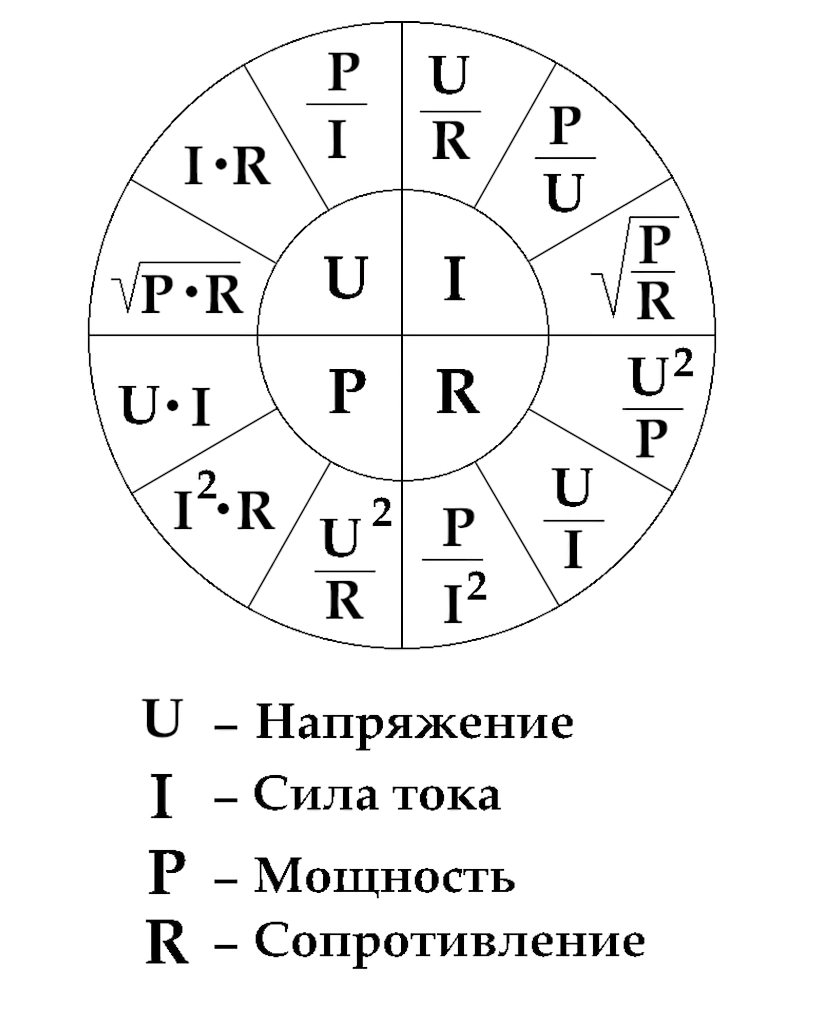 P/I
U/R
I·R
P/U
√(P·R)
√(P/R)
U
I
P
R
U·I
U²/P
I²·R
U/I
U²/R
P/I²
U – Напряжение
I – Сила тока
P – Мощность
R – Сопротивление